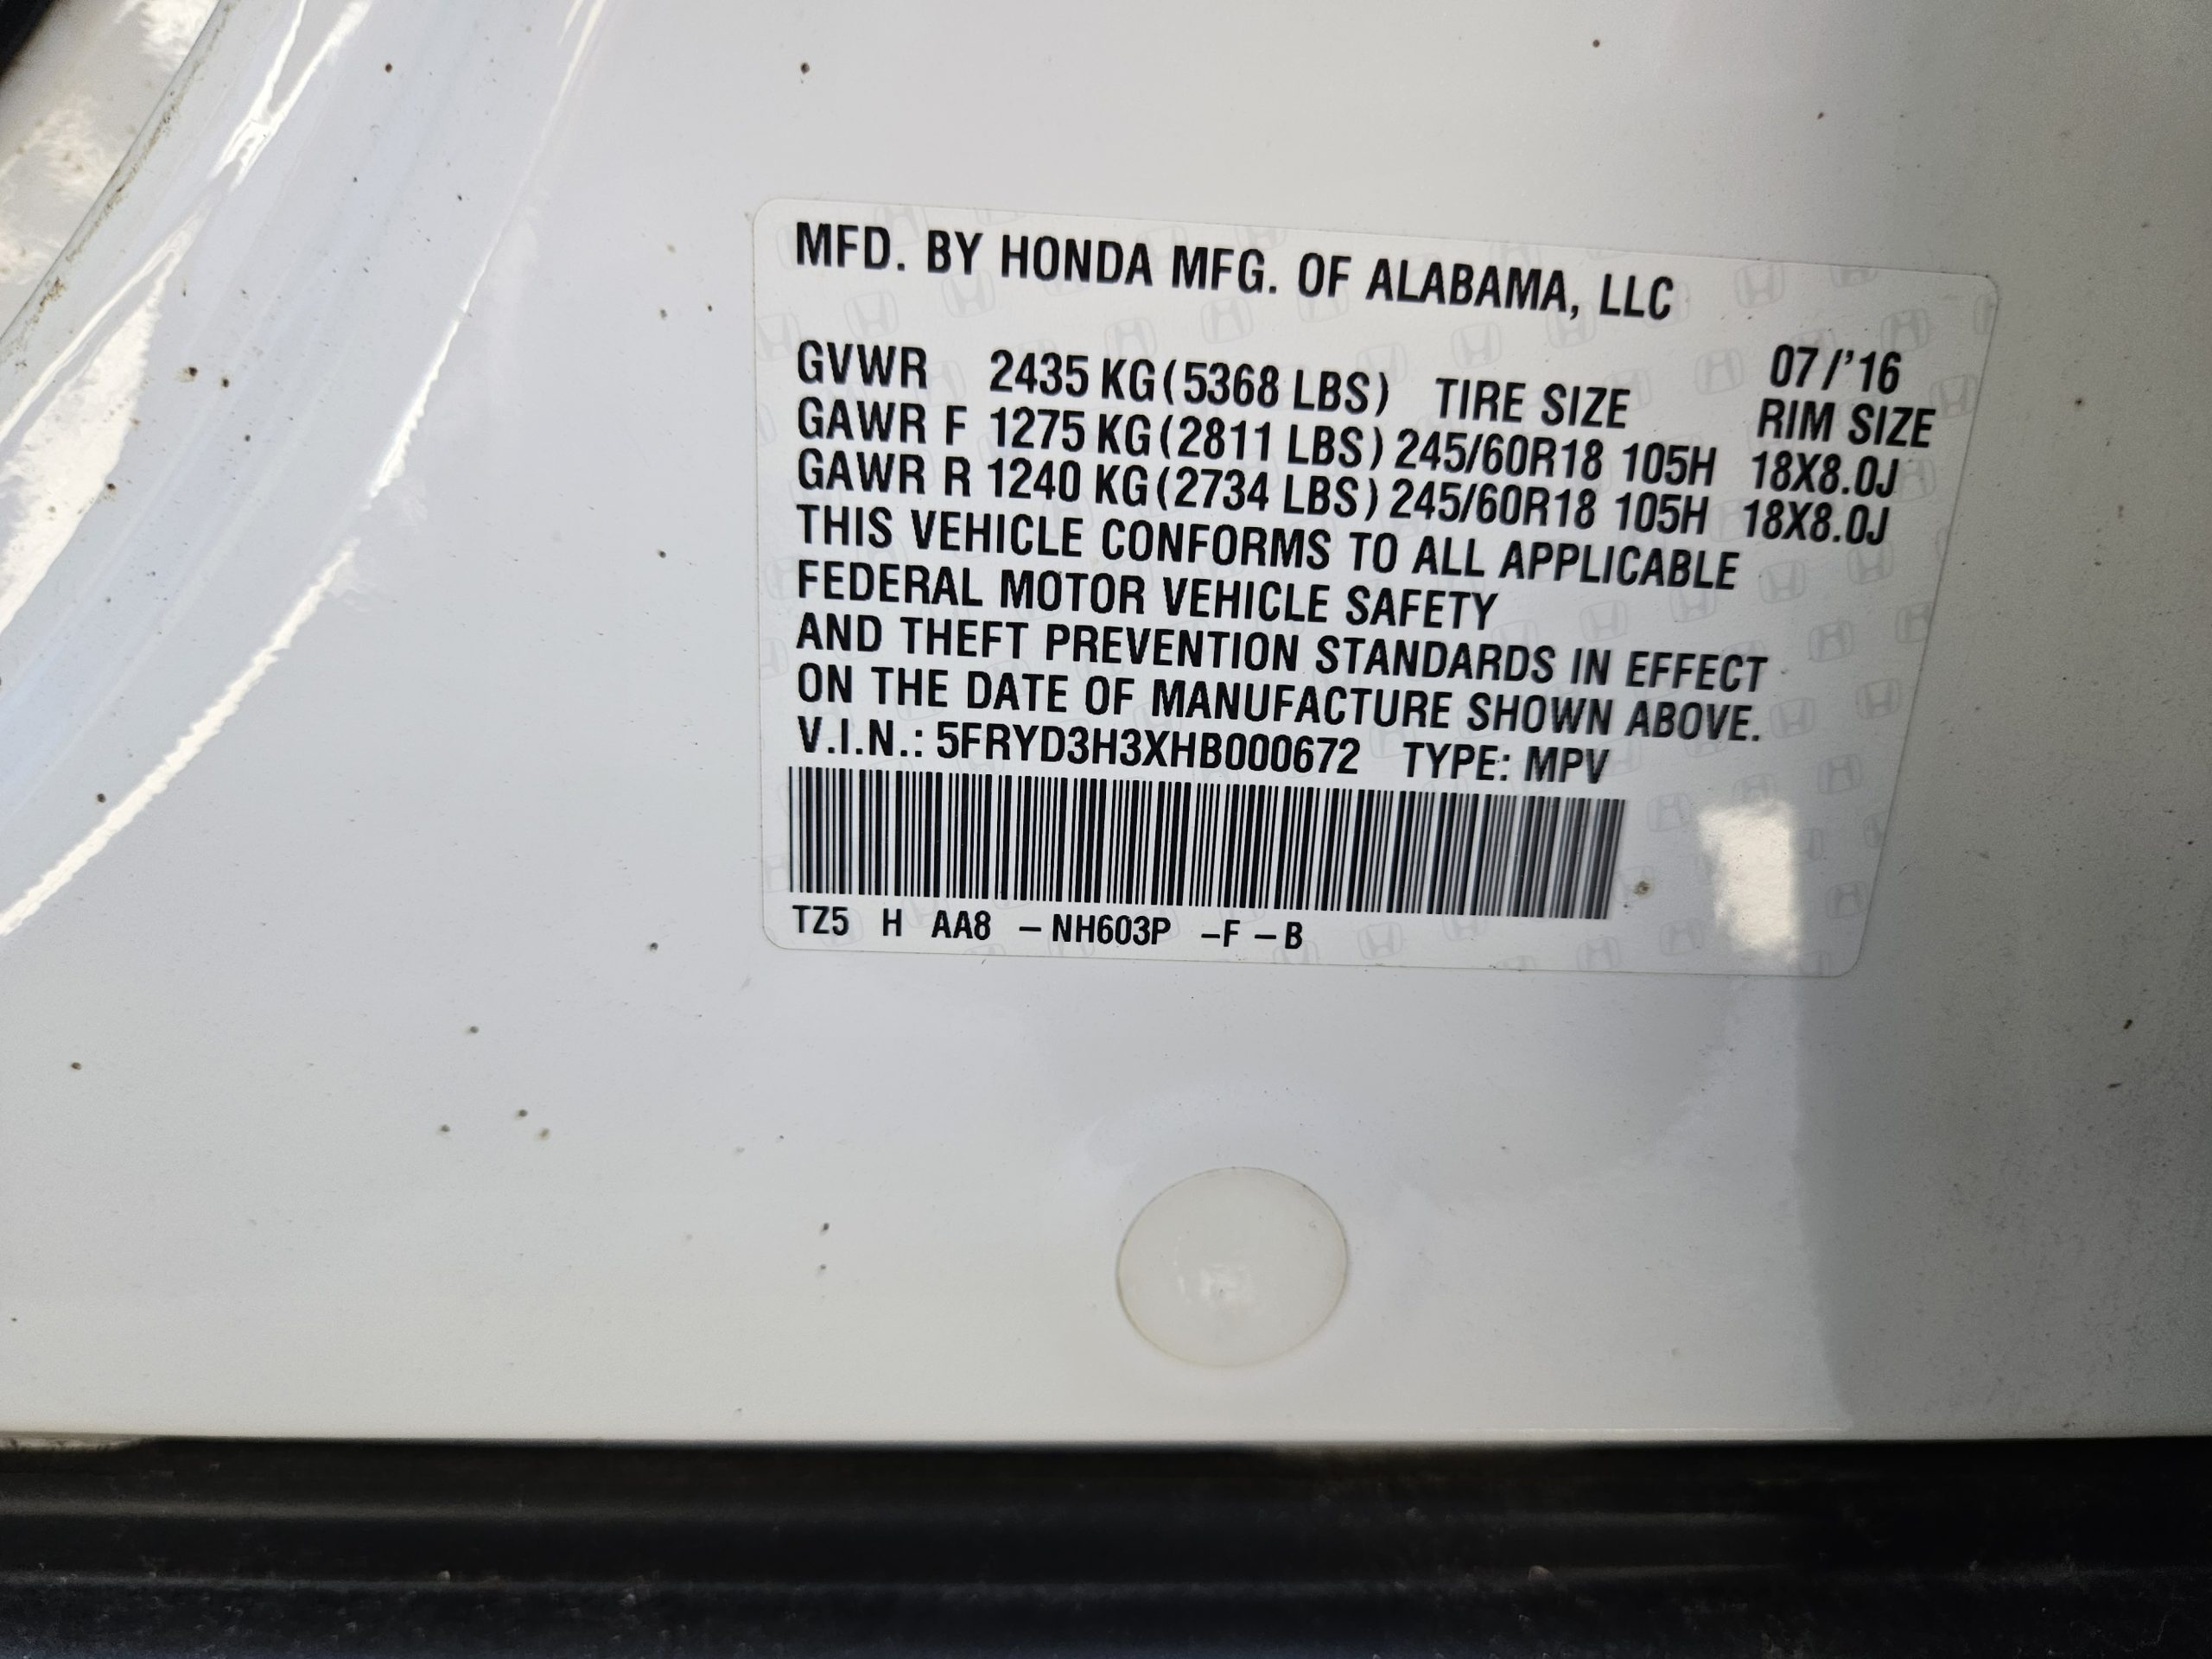 MFD. BY HONDA MFG. OF ALABAMA, LLC
07/'16
GVWR 2435 KG(5368 LBS) TIRE SIZE RIM SIZE
GAWR F 1275 KG(2811 LBS) 245/60R18 105H 18X8.0J
GAWR R 1240 KG(2734 LBS) 245/60R18 105H 18X8.0J
THIS VEHICLE CONFORMS TO ALL APPLICABLE
FEDERAL MOTOR VEHICLE SAFETY
AND THEFT PREVENTION STANDARDS IN EFFECT
ON THE DATE OF MANUFACTURE SHOWN ABOVE.
V.I.N.: 5FRYD3H3XHB000672 TYPE: MPV
TZ5 H AA8 –NH603P –F –B